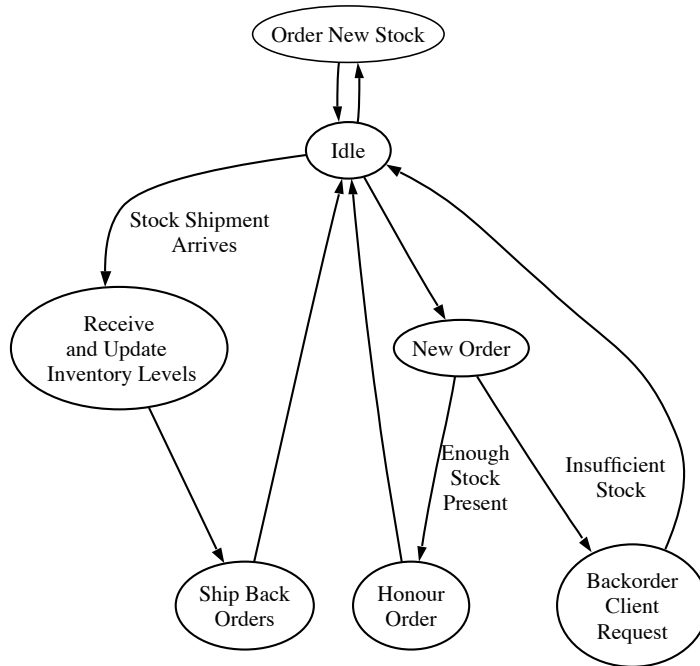 Order New Stock
Idle
Stock Shipment
Arrives
Receive
and Update
Inventory Levels
New Order
Enough
Stock
Present
Insufficient
Stock
Ship Back
Orders
Honour
Order
Backorder
Client
Request